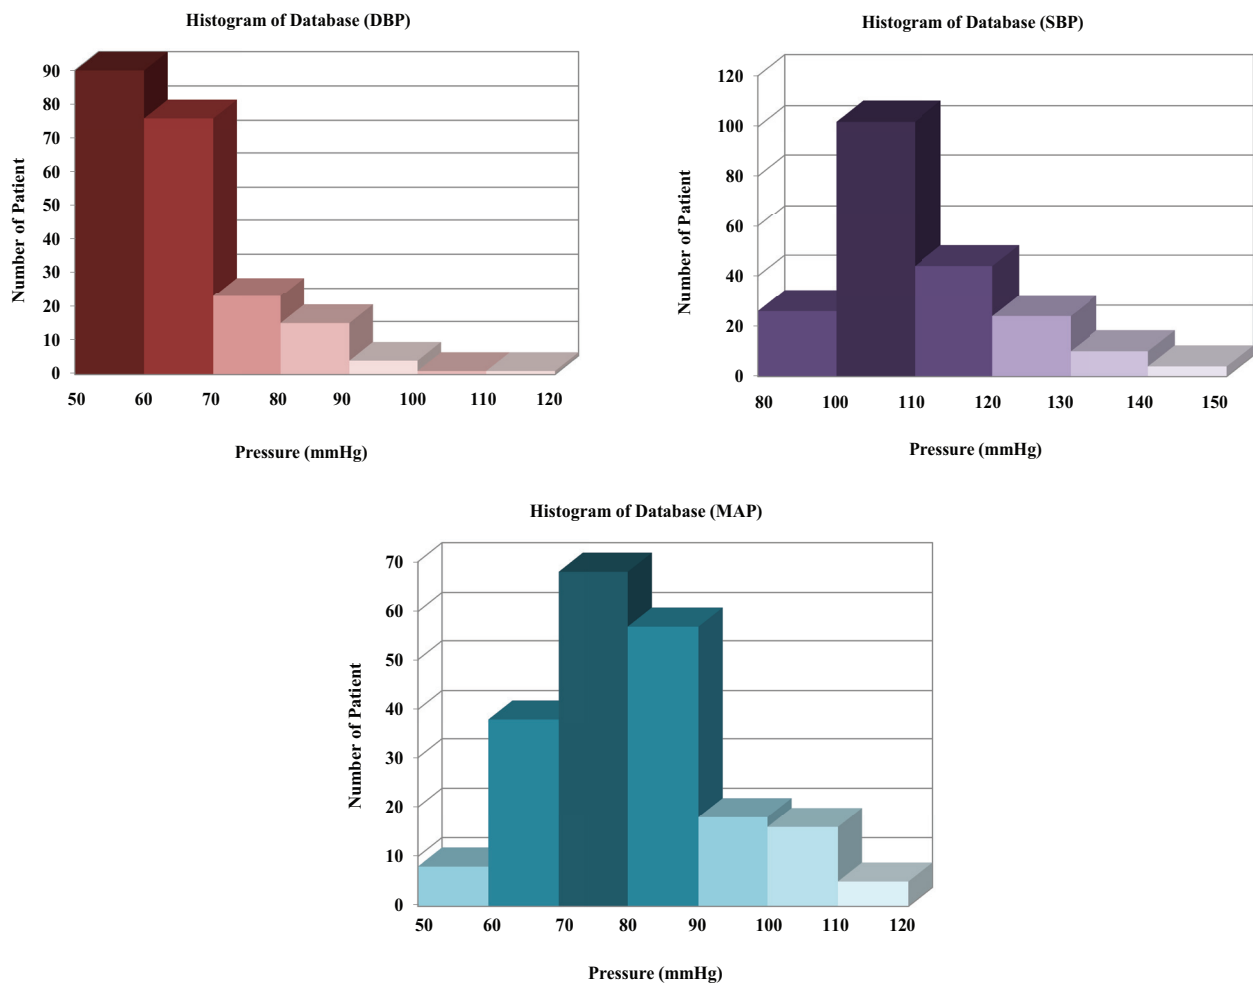 Histogram of Database (DBP)
90
80
70
60
50
40
30
20
10
0
Number of Patient
50 60 70 80 90 100 110 120
Pressure (mmHg)
Histogram of Database (SBP)
120
100
80
60
40
20
0
Number of Patient
80 100 110 120 130 140 150
Pressure (mmHg)
Histogram of Database (MAP)
70
60
50
40
30
20
10
0
Number of Patient
50 60 70 80 90 100 110 120
Pressure (mmHg)